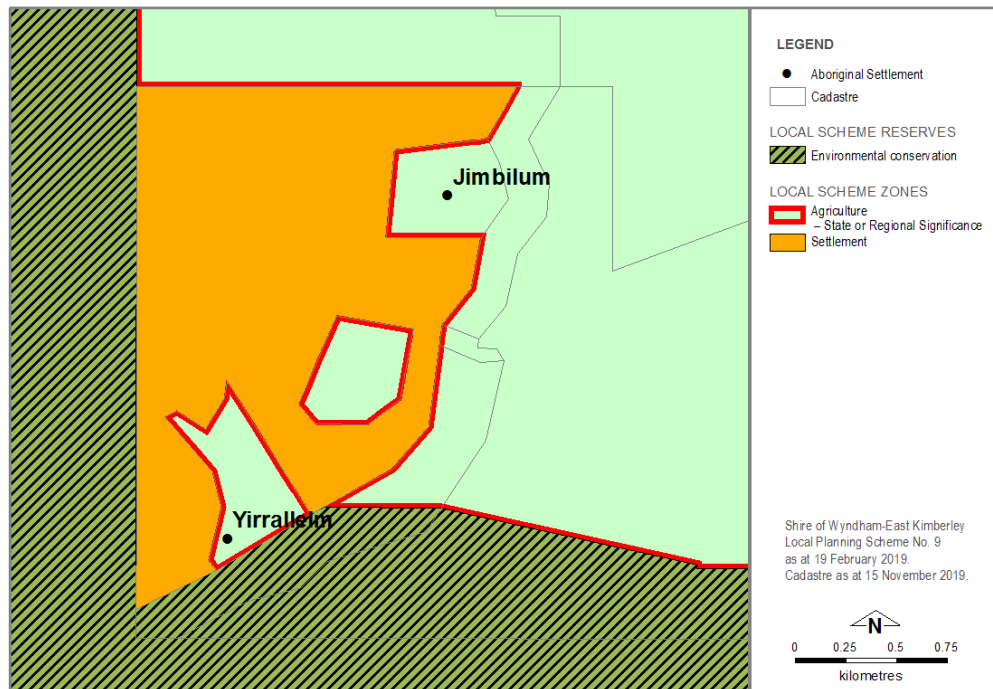 Jimbilum
Yirrallelm
LEGEND
Aboriginal Settlement
Cadastre
LOCAL SCHEME RESERVES
Environmental conservation
LOCAL SCHEME ZONES
Agriculture
– State or Regional Significance
Settlement
Shire of Wyndham-East Kimberley
Local Planning Scheme No. 9
as at 19 February 2019.
Cadastre as at 15 November 2019.
N
0 0.25 0.5 0.75
kilometres